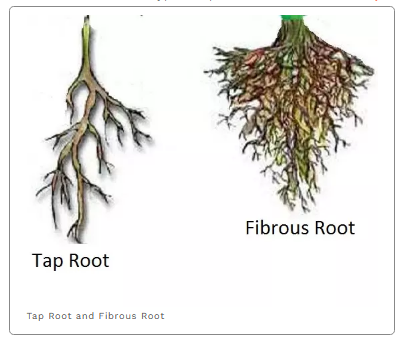 Fibrous Root
Tap Root
Tap Root and Fibrous Root